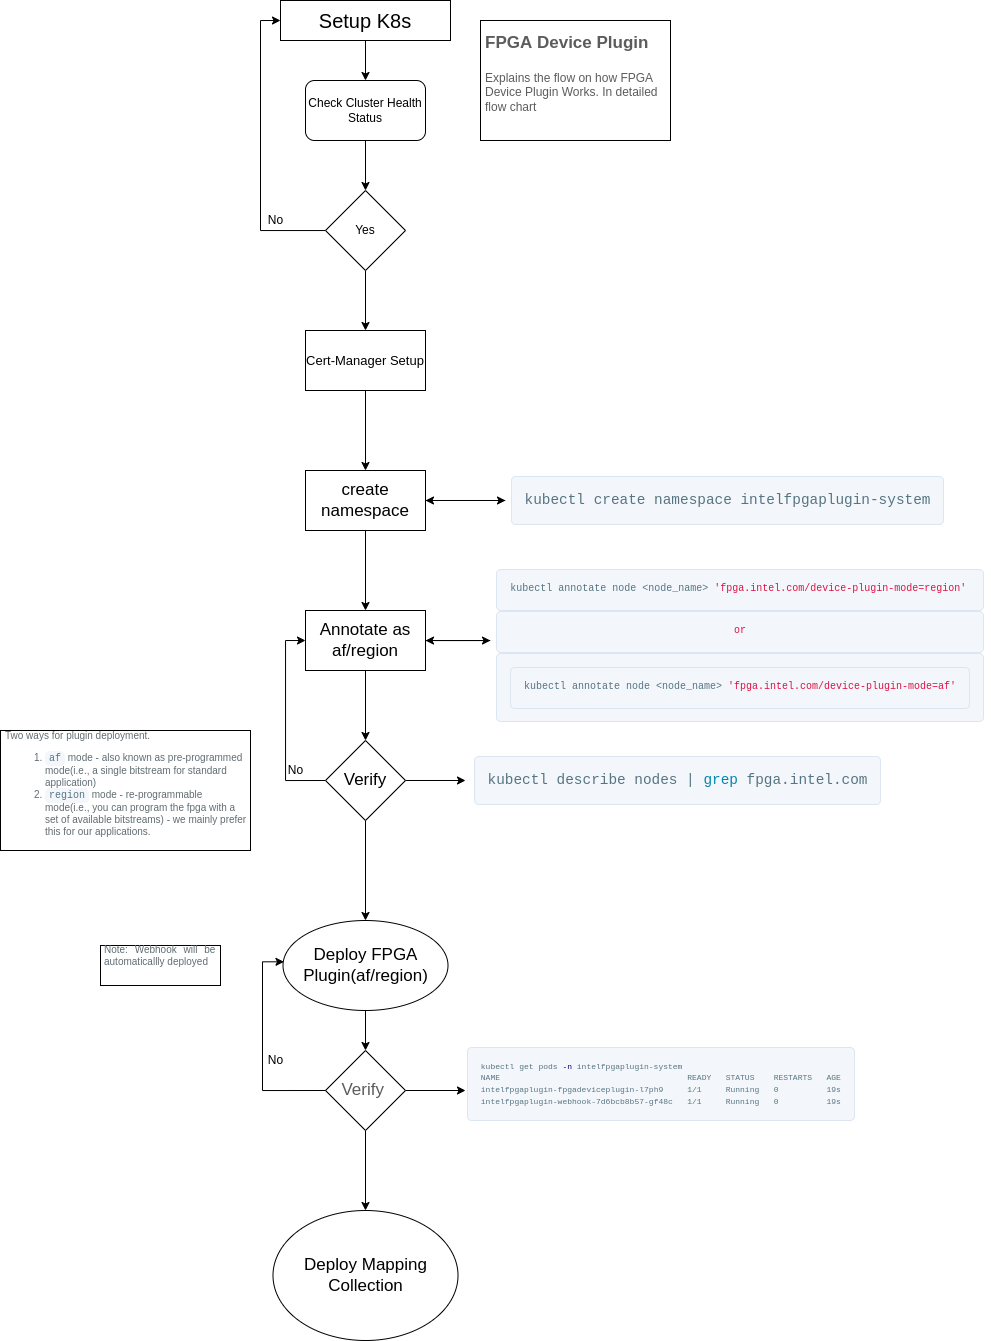 Setup K8s
FPGA Device Plugin
Explains the flow on how FPGA
Device Plugin Works. In detailed
flow chart
Check Cluster Health
Status
No
Yes
Cert-Manager Setup
create
namespace
kubectl create namespace intelfpgaplugin-system
kubectl annotate node <node_name> 'fpga.intel.com/device-plugin-mode=region'
or
kubectl annotate node <node_name> 'fpga.intel.com/device-plugin-mode=af'
Annotate as
af/region
Two ways for plugin deployment.
1. af mode - also known as pre-programmed
mode(i.e., a single bitstream for standard
application)
2. region mode - re-programmable
mode(i.e., you can program the fpga with a
set of available bitstreams) - we mainly prefer
this for our applications.
No
Verify
kubectl describe nodes | grep fpga.intel.com
Note: Webhook will be
automaticallly deployed
Deploy FPGA
Plugin(af/region)
No
Verify
kubectl get pods -n intelfpgaplugin-system
NAME READY STATUS RESTARTS AGE
intelfpgaplugin-fpgadeviceplugin-l7ph9 1/1 Running 0 19s
intelfpgaplugin-webhook-7d6bcb8b57-gf48c 1/1 Running 0 19s
Deploy Mapping
Collection